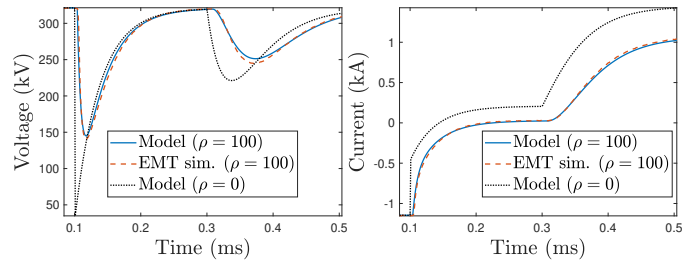 300
250
200
150
100
50
Voltage (kV)
Model (ρ = 100)
EMT sim. (ρ = 100)
Model (ρ = 0)
0.1
0.2
0.3
0.4
0.5
Time (ms)
1
0.5
0
-0.5
-1
Current (kA)
Model (ρ = 100)
EMT sim. (ρ = 100)
Model (ρ = 0)
0.1
0.2
0.3
0.4
0.5
Time (ms)